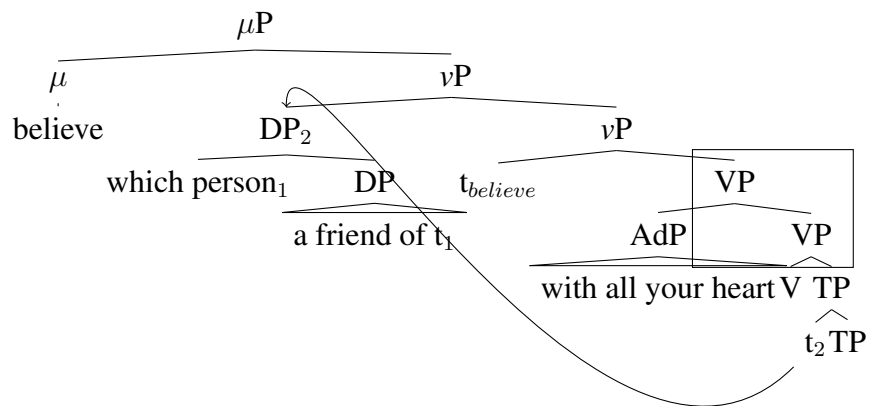 μP
μ vP
believe DP₂ vP
which person₁ DP t_believe VP
a friend of t₁ AdP VP
with all your heart V TP
t₂ TP